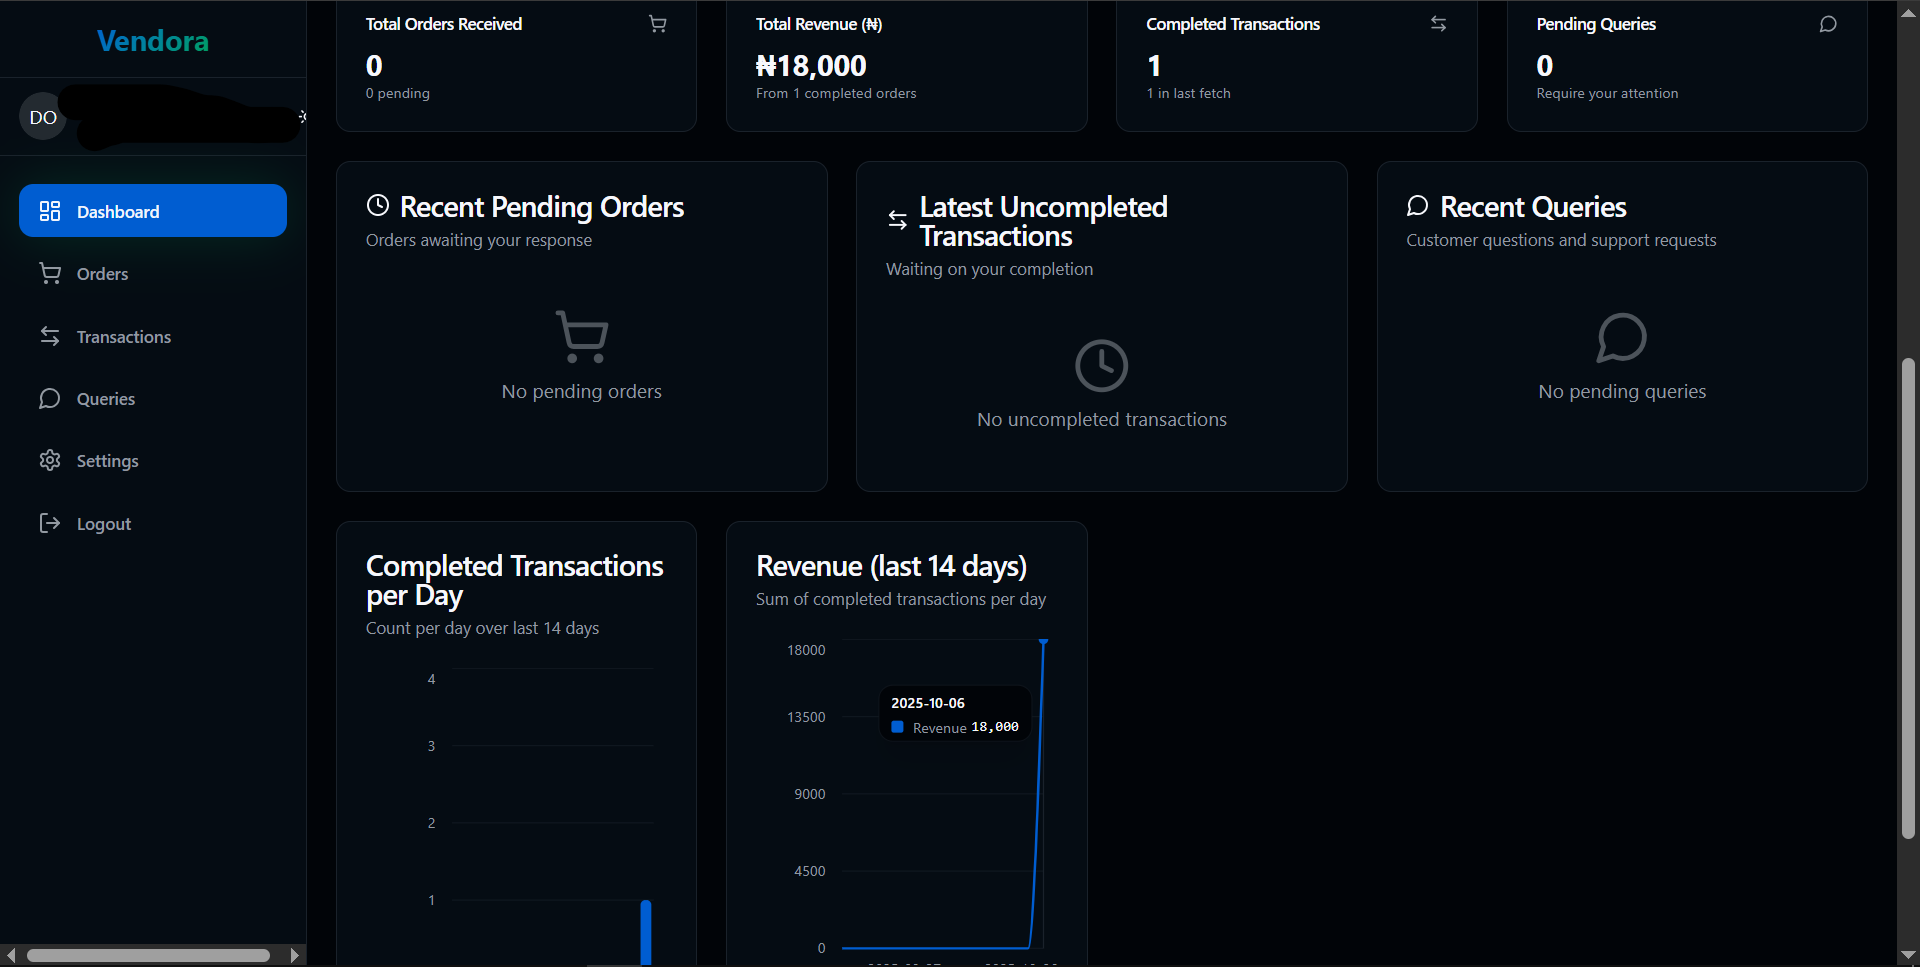 Vendora
DO
Dashboard
Orders
Transactions
Queries
Settings
Logout
Total Orders Received
0
0 pending
Total Revenue (₦)
₦18,000
From 1 completed orders
Completed Transactions
1
1 in last fetch
Pending Queries
0
Require your attention
Recent Pending Orders
Orders awaiting your response
No pending orders
Latest Uncompleted
Transactions
Waiting on your completion
No uncompleted transactions
Recent Queries
Customer questions and support requests
No pending queries
Completed Transactions
per Day
Count per day over last 14 days
4
3
2
1
Revenue (last 14 days)
Sum of completed transactions per day
18000
13500
9000
4500
0
2025-10-06
Revenue 18,000